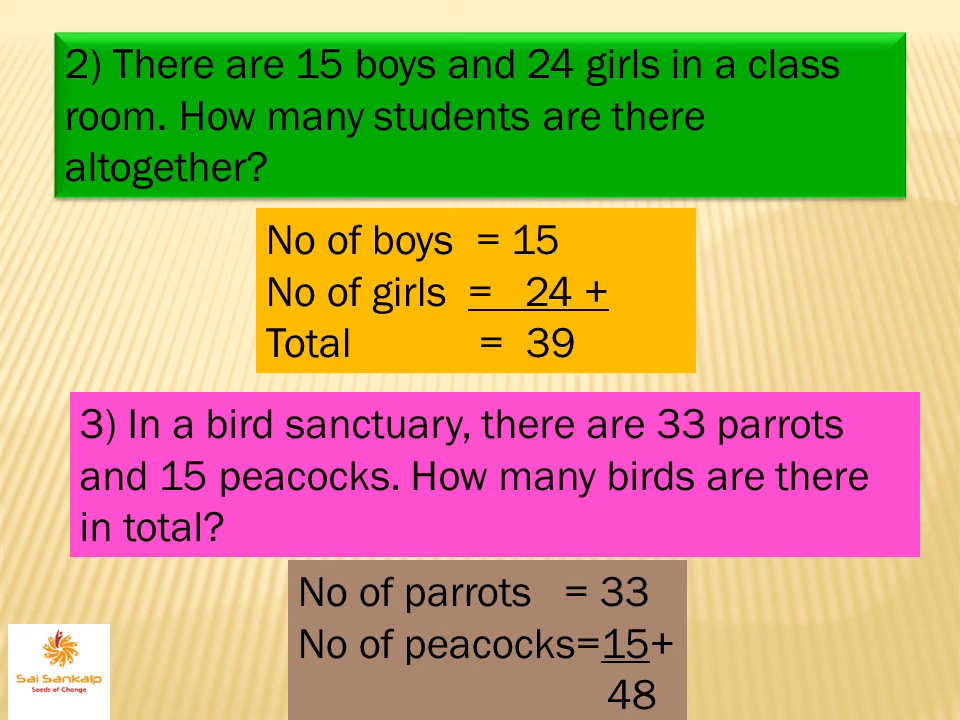 2) There are 15 boys and 24 girls in a class
room. How many students are there
altogether?
No of boys = 15
No of girls = 24 +
Total = 39
3) In a bird sanctuary, there are 33 parrots
and 15 peacocks. How many birds are there
in total?
No of parrots = 33
No of peacocks=15+
48
Sai Sankalp
Seeds of Change